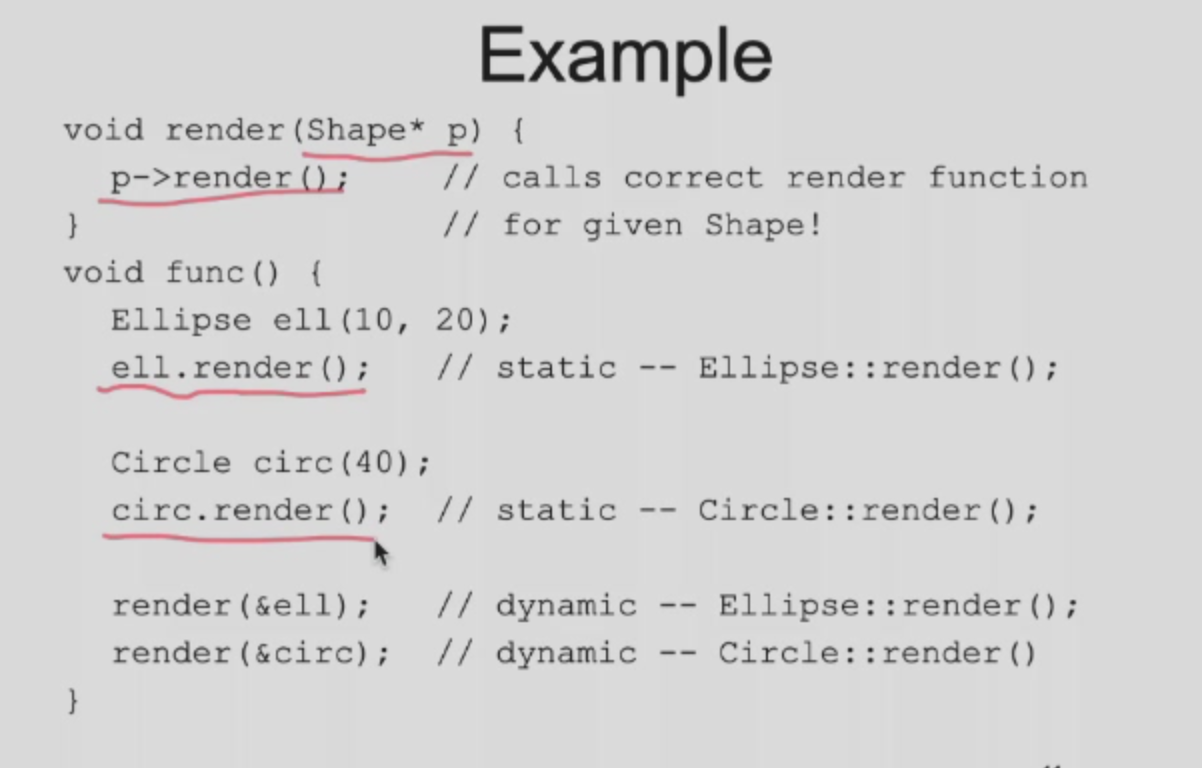 Example
void render(Shape* p) {
p->render(); // calls correct render function
} // for given Shape!
void func() {
Ellipse ell(10, 20);
ell.render(); // static -- Ellipse::render();
Circle circ(40);
circ.render(); // static -- Circle::render();
render(&ell); // dynamic -- Ellipse::render();
render(&circ); // dynamic -- Circle::render()
}